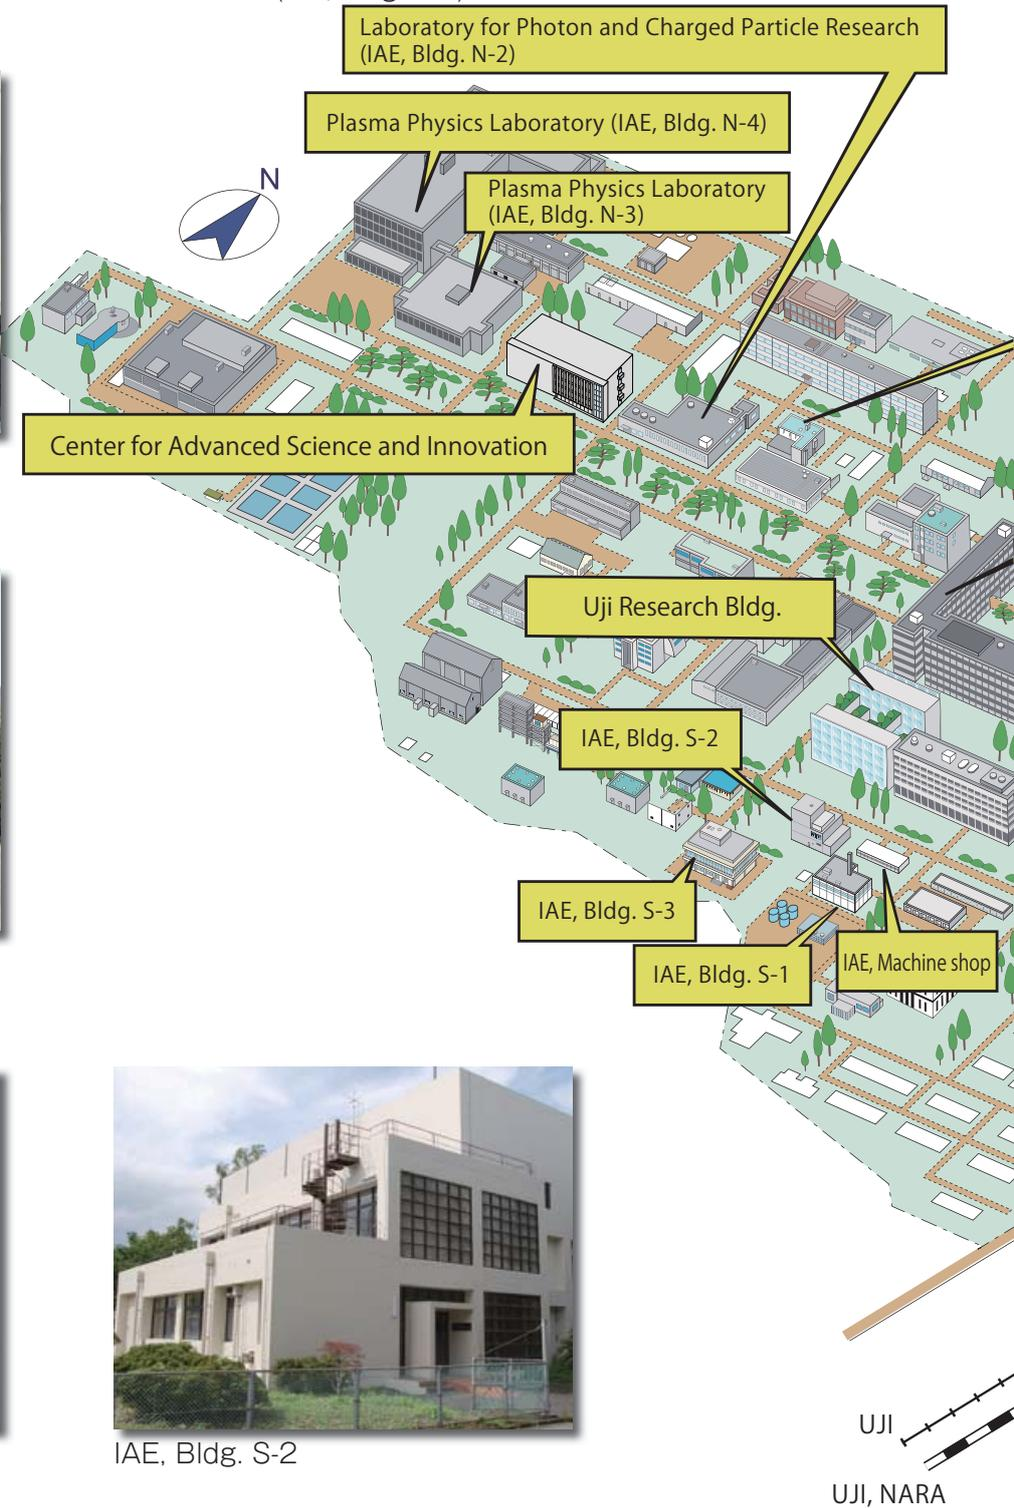 Laboratory for Photon and Charged Particle Research
(IAE, Bldg. N-2)
Plasma Physics Laboratory (IAE, Bldg. N-4)
Plasma Physics Laboratory
(IAE, Bldg. N-3)
N
Center for Advanced Science and Innovation
Uji Research Bldg.
IAE, Bldg. S-2
IAE, Bldg. S-3
IAE, Bldg. S-1
IAE, Machine shop
IAE, Bldg. S-2
UJI
UJI, NARA